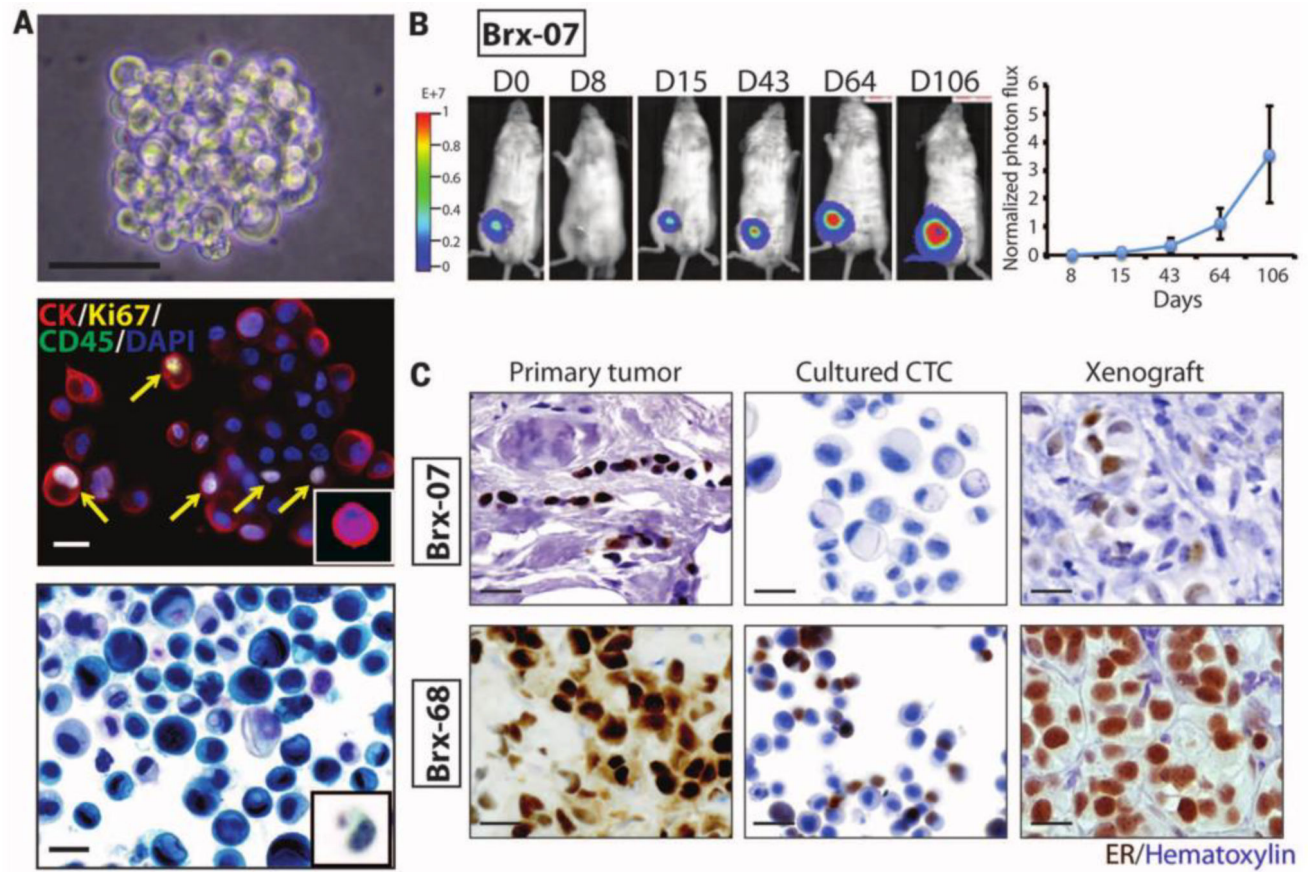 A
CK/Ki67/
CD45/DAPI
B
Brx-07
D0 D8 D15 D43 D64 D106
E+7
1
0.8
0.6
0.4
0.2
0
Normalized photon flux
6
5
4
3
2
1
0
8 15 43 64 106
Days
C
Primary tumor Cultured CTC Xenograft
Brx-07
Brx-68
ER/Hematoxylin